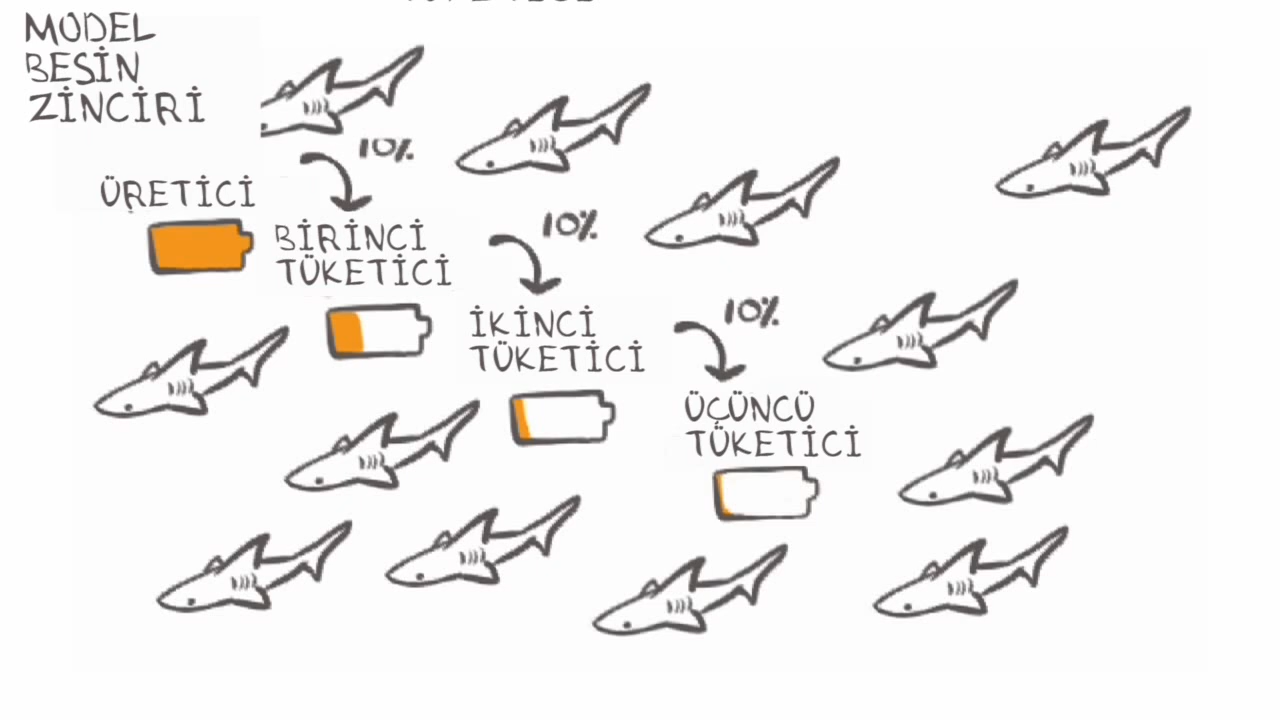 MODEL
BESİN
ZİNCİRİ
10%
ÜRETİCİ
BİRİNCİ
TÜKETİCİ
10%
İKİNCİ
TÜKETİCİ
10%
ÜÇÜNCÜ
TÜKETİCİ